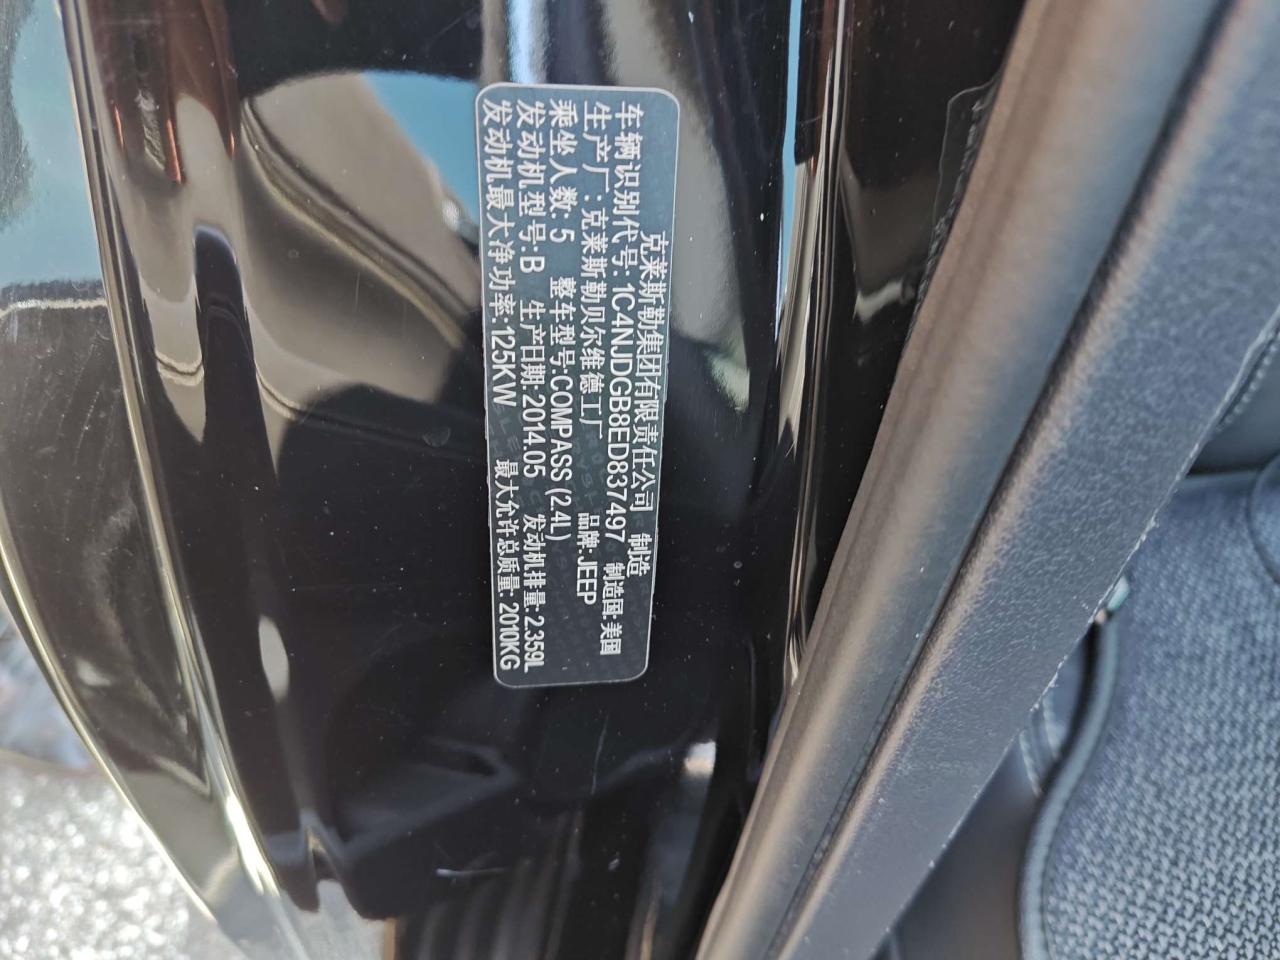 克莱斯勒集团有限责任公司 制造
车辆识别代号: 1C4NJDGB8ED837497 制造国: 美国
生产厂: 克莱斯勒贝尔维德工厂 品牌: JEEP
乘坐人数: 5 整车型号: COMPASS (2.4L)
发动机型号: B 生产日期: 2014.05 发动机排量: 2.359L
发动机最大净功率: 125KW 最大允许总质量: 2010KG